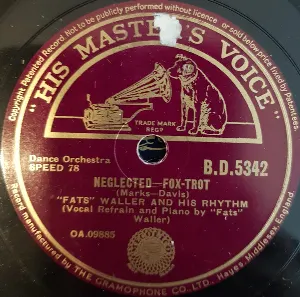 Copyright. Patented Record. Not to be publicly performed without licence or sold below price fixed by Patentees.
"HIS MASTER'S VOICE"
TRADE MARK
REGD
Dance Orchestra
SPEED 78
B.D.5342
NEGLECTED—FOX-TROT
(Marks—Davis)
"FATS" WALLER AND HIS RHYTHM
(Vocal Refrain and Piano by "Fats"
Waller)
OA.09885
Record manufactured by THE GRAMOPHONE CO., LTD., Hayes, Middlesex, England.